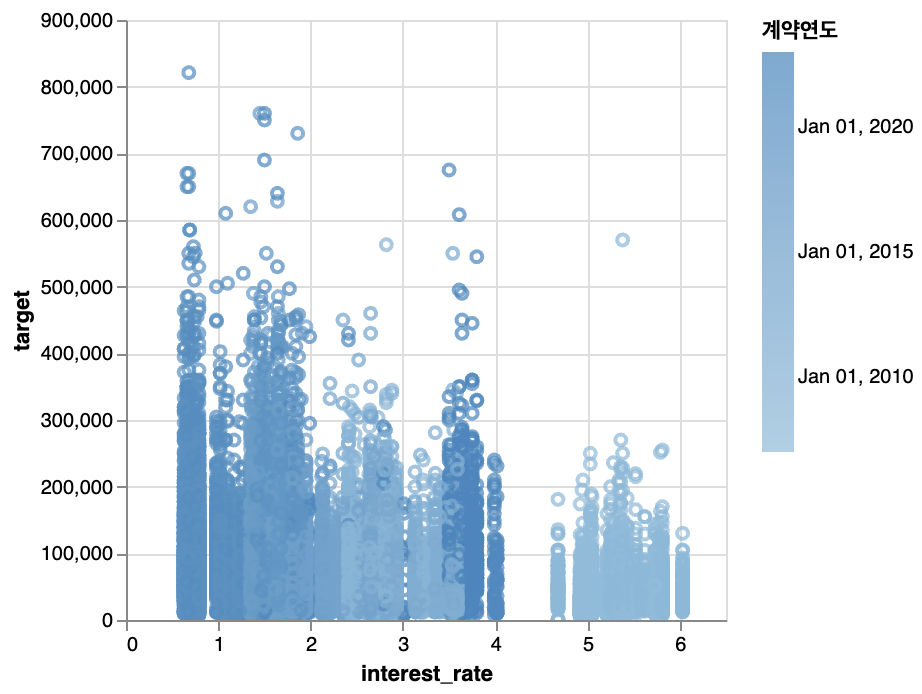 900,000
800,000
700,000
600,000
500,000
400,000
300,000
200,000
100,000
0
target
0 1 2 3 4 5 6
interest_rate
계약연도
Jan 01, 2020
Jan 01, 2015
Jan 01, 2010